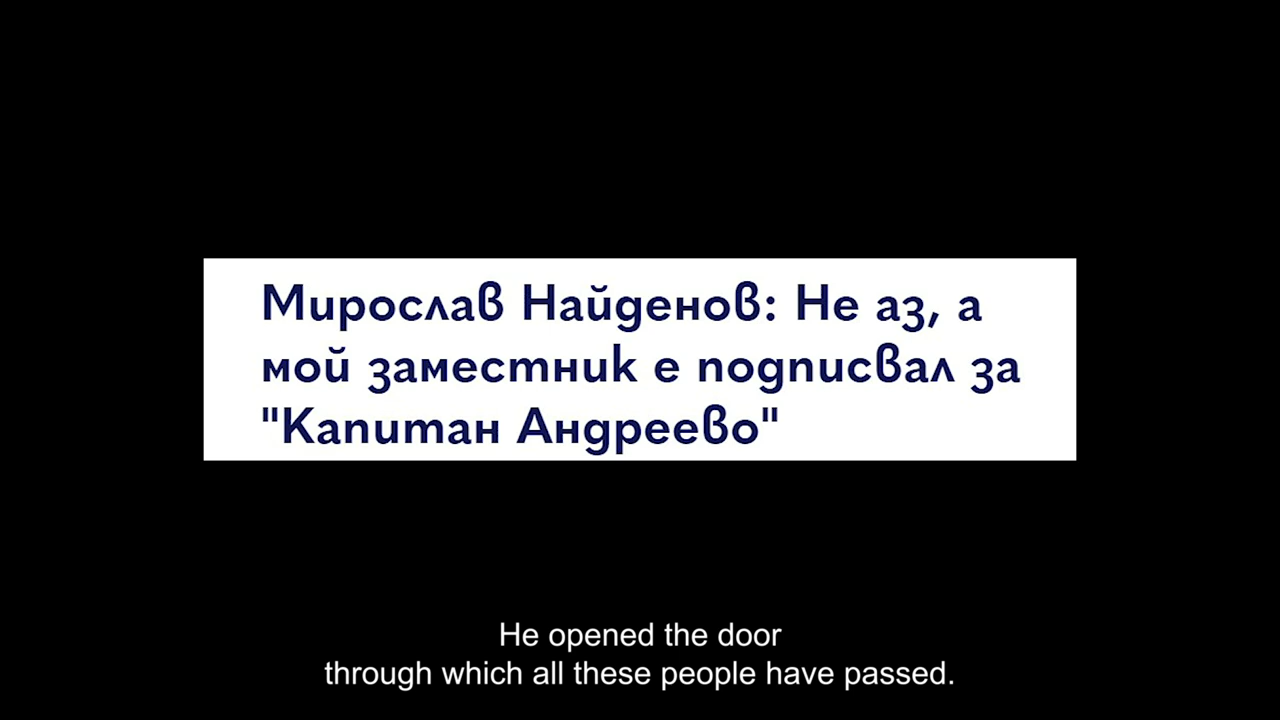 Мирослав Найденов: Не аз, а
мой заместник е подписвал за
"Капитан Андреево"
He opened the door
through which all these people have passed.